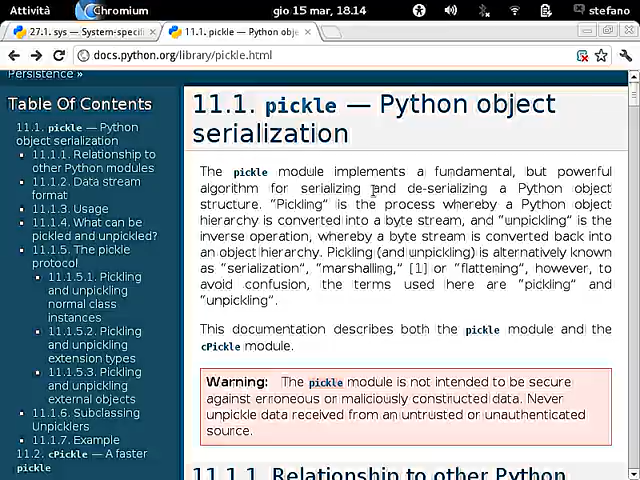 Attività
Chromium
gio 15 mar, 18.14
stefano
27.1. sys — System-specif
11.1. pickle — Python obje
docs.python.org/library/pickle.html
Persistence »
Table Of Contents
11.1. pickle — Python
object serialization
11.1.1. Relationship to
other Python modules
11.1.2. Data stream
format
11.1.3. Usage
11.1.4. What can be
pickled and unpickled?
11.1.5. The pickle
protocol
11.1.5.1. Pickling
and unpickling
normal class
instances
11.1.5.2. Pickling
and unpickling
extension types
11.1.5.3. Pickling
and unpickling
external objects
11.1.6. Subclassing
Unpicklers
11.1.7. Example
11.2. cPickle — A faster
pickle
11.1. pickle — Python object
serialization
The pickle module implements a fundamental, but powerful
algorithm for serializing and de-serializing a Python object
structure. “Pickling” is the process whereby a Python object
hierarchy is converted into a byte stream, and “unpickling” is the
inverse operation, whereby a byte stream is converted back into
an object hierarchy. Pickling (and unpickling) is alternatively known
as “serialization”, “marshalling,” [1] or “flattening”, however, to
avoid confusion, the terms used here are “pickling” and
“unpickling”.
This documentation describes both the pickle module and the
cPickle module.
Warning: The pickle module is not intended to be secure
against erroneous or maliciously constructed data. Never
unpickle data received from an untrusted or unauthenticated
source.
11.1.1. Relationship to other Python